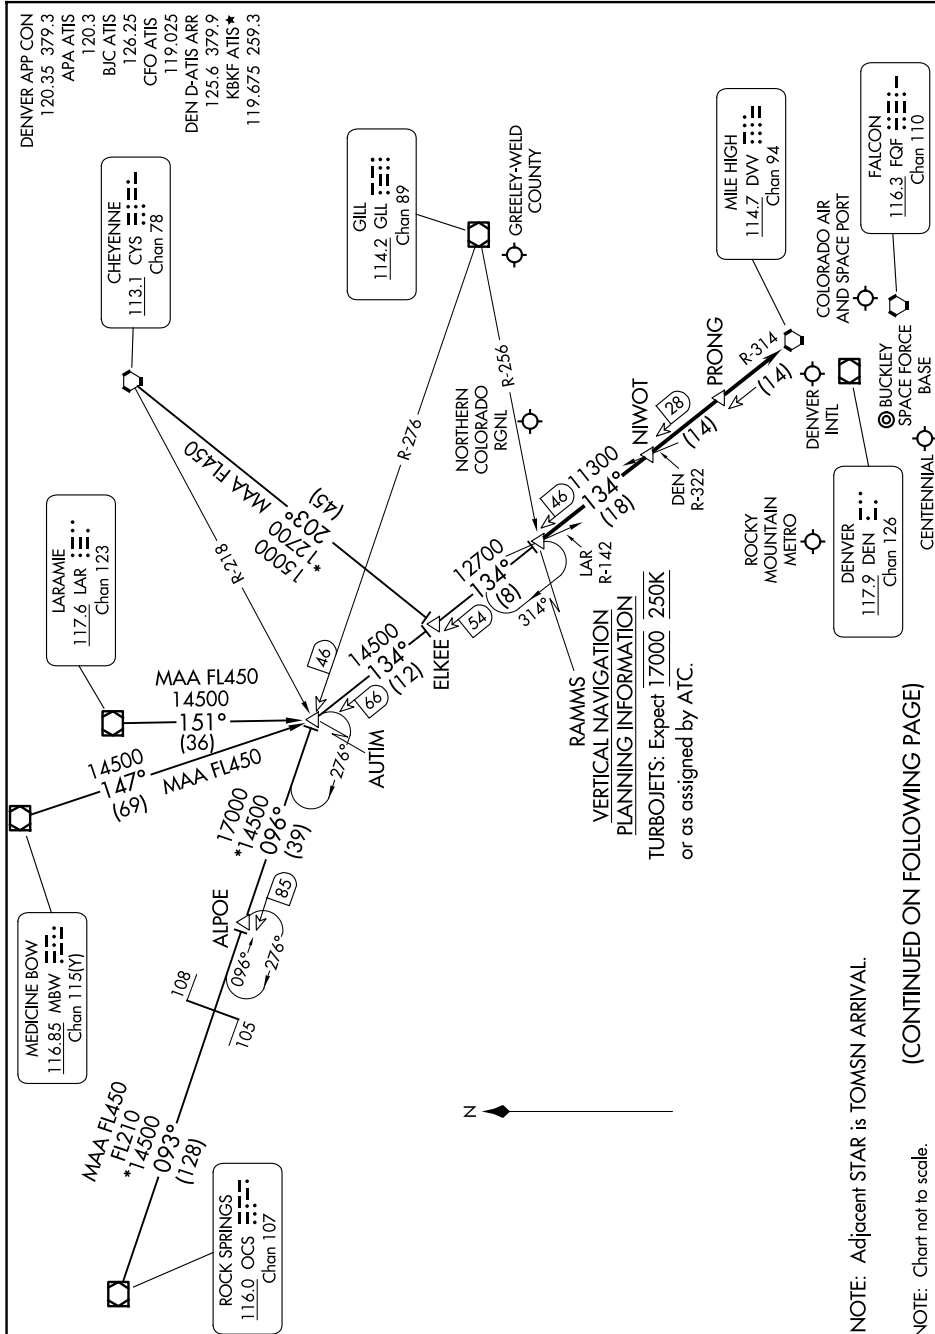 DENVER APP CON
120.35 379.3
APA ATIS
120.3
BJC ATIS
126.25
CFO ATIS
119.025
DEN D-ATIS ARR
125.6 379.9
KBKF ATIS★
119.675 259.3
MEDICINE BOW
116.85 MBW
Chan 115(Y)
LARAMIE
117.6 LAR
Chan 123
CHEYENNE
113.1 CYS
Chan 78
ROCK SPRINGS
116.0 OCS
Chan 107
GILL
114.2 GLL
Chan 89
MILE HIGH
114.7 DVV
Chan 94
FALCON
116.3 FQF
Chan 110
DENVER
117.9 DEN
Chan 126
MAA FL450
FL210
*14500
093°
(128)
108
105
ALPOE
096°
276°
85
17000
*14500
096°
(39)
14500
147°
(69)
MAA FL450
MAA FL450
14500
151°
(36)
R-218
MAA FL450
15000
*12700
203°
(45)
46
66
276°
AUTIM
R-276
14500
134°
(12)
ELKEE
54
12700
134°
(8)
R-256
46
314°
LAR
R-142
11300
134°
(18)
NIWOT
28
DEN
R-322
(14)
PRONG
(14)
R-314
GREELEY-WELD
COUNTY
NORTHERN
COLORADO
RGNL
ROCKY
MOUNTAIN
METRO
DENVER
INTL
COLORADO AIR
AND SPACE PORT
BUCKLEY
SPACE FORCE
BASE
CENTENNIAL
RAMMS
VERTICAL NAVIGATION
PLANNING INFORMATION
TURBOJETS: Expect 17000 250K
or as assigned by ATC.
N
NOTE: Adjacent STAR is TOMSN ARRIVAL.
(CONTINUED ON FOLLOWING PAGE)
NOTE: Chart not to scale.